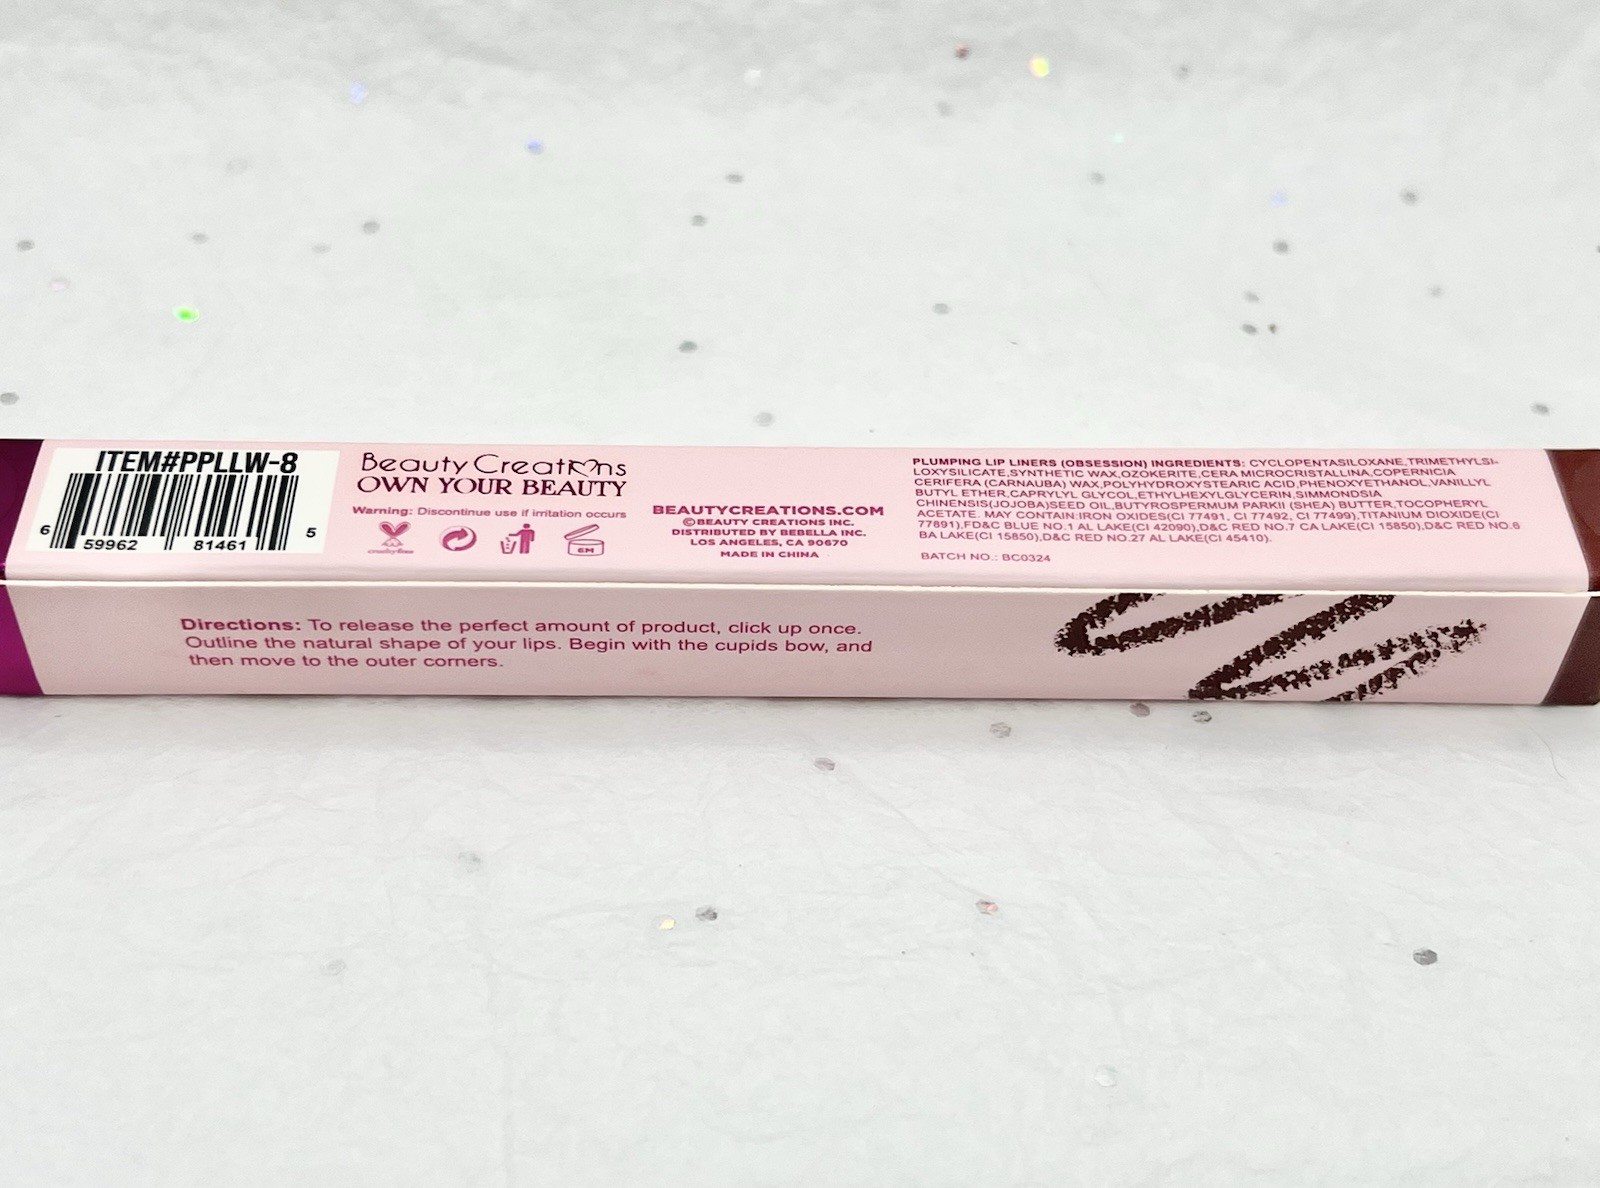 ITEM#PPLLW-8
6 59962 81461 5
Beauty Creations
OWN YOUR BEAUTY
Warning: Discontinue use if irritation occurs
crueltyfree
6M
BEAUTYCREATIONS.COM
©BEAUTY CREATIONS INC.
DISTRIBUTED BY BEBELLA INC.
LOS ANGELES, CA 90670
MADE IN CHINA
PLUMPING LIP LINERS (OBSESSION) INGREDIENTS: CYCLOPENTASILOXANE,TRIMETHYLSI-
LOXYSILICATE,SYNTHETIC WAX,OZOKERITE,CERA MICROCRISTALLINA,COPERNICIA
CERIFERA (CARNAUBA) WAX,POLYHYDROXYSTEARIC ACID,PHENOXYETHANOL,VANILLYL
BUTYL ETHER,CAPRYLYL GLYCOL,ETHYLHEXYLGLYCERIN,SIMMONDSIA
CHINENSIS(JOJOBA)SEED OIL,BUTYROSPERMUM PARKII (SHEA) BUTTER,TOCOPHERYL
ACETATE. MAY CONTAIN:IRON OXIDES(CI 77491, CI 77492, CI 77499),TITANIUM DIOXIDE(CI
77891),FD&C BLUE NO.1 AL LAKE(CI 42090),D&C RED NO.7 CA LAKE(CI 15850),D&C RED NO.6
BA LAKE(CI 15850),D&C RED NO.27 AL LAKE(CI 45410).
BATCH NO.: BC0324
Directions: To release the perfect amount of product, click up once.
Outline the natural shape of your lips. Begin with the cupids bow, and
then move to the outer corners.